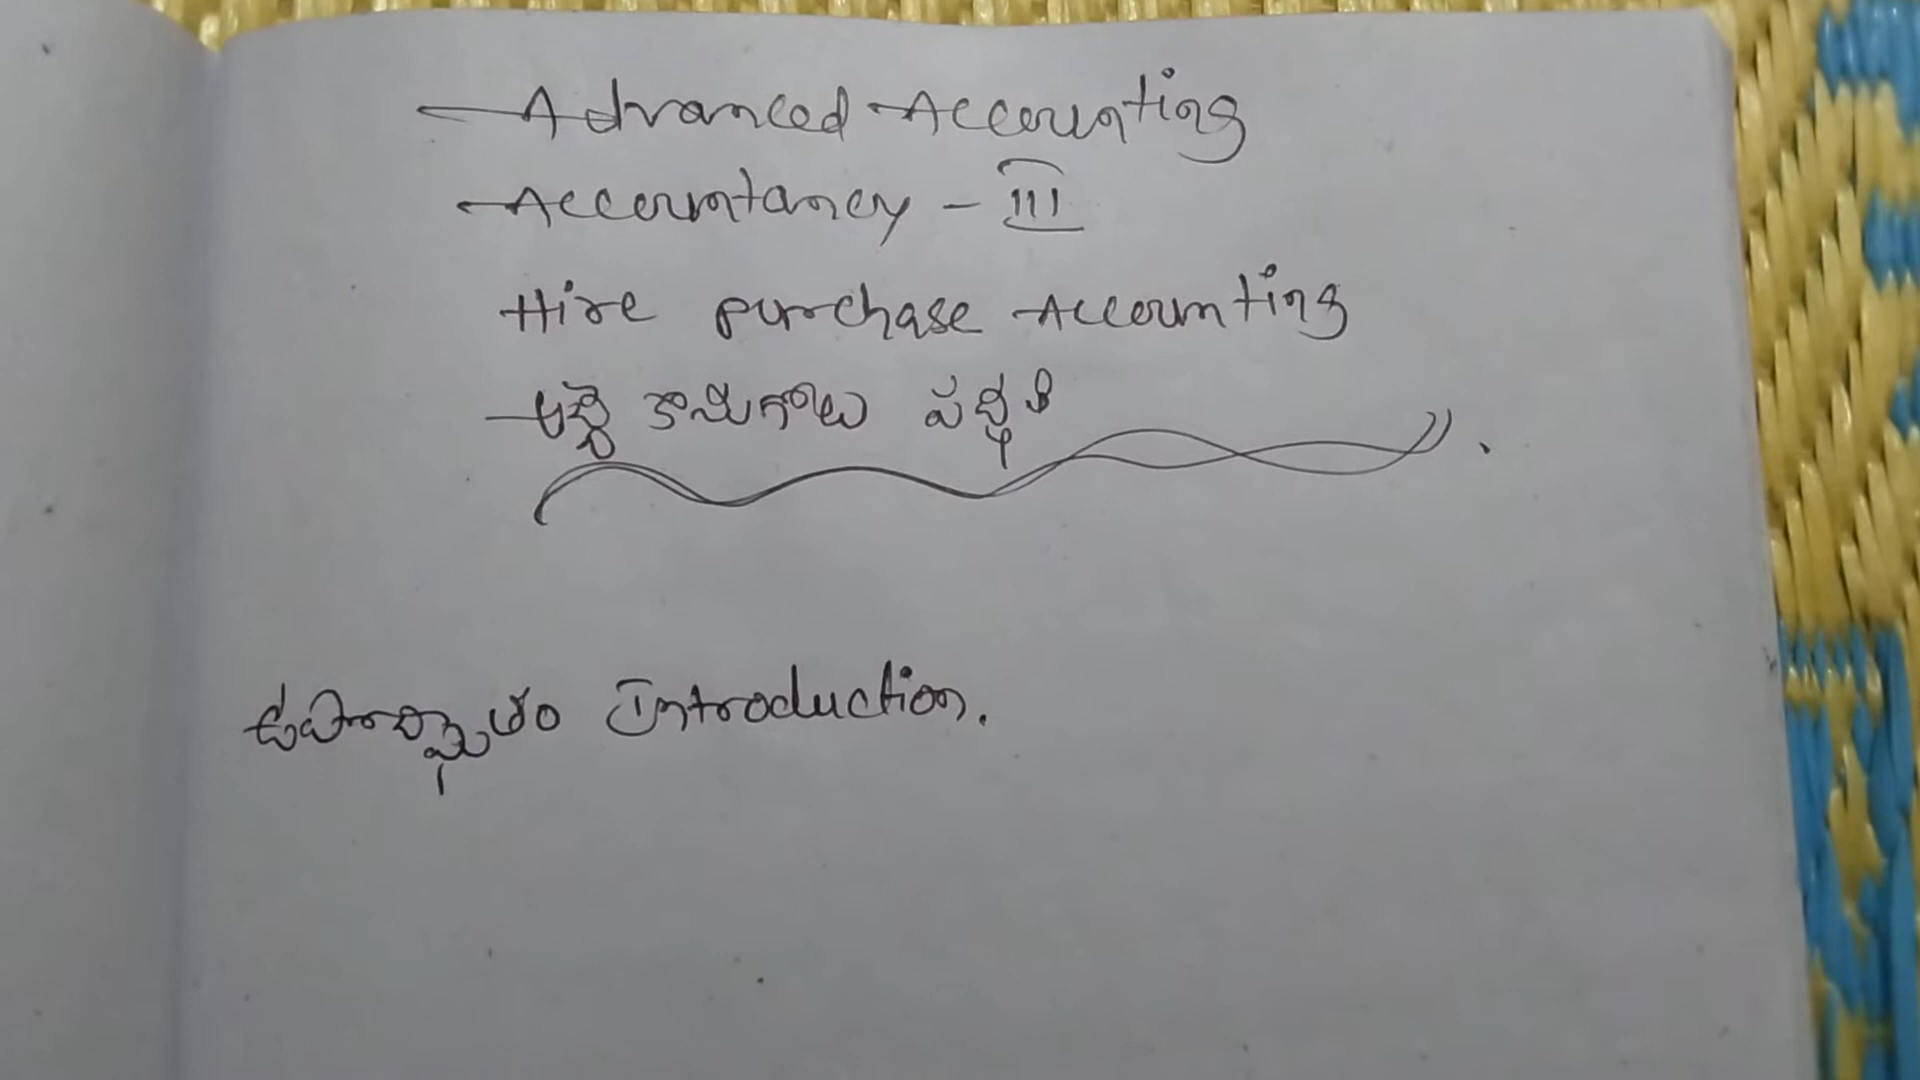 Advanced Accounting
Accountancy - III
Hire purchase Accounting
అద్దె కొనుగోలు పద్ధతి
ఉపోద్ఘాతం Introduction.